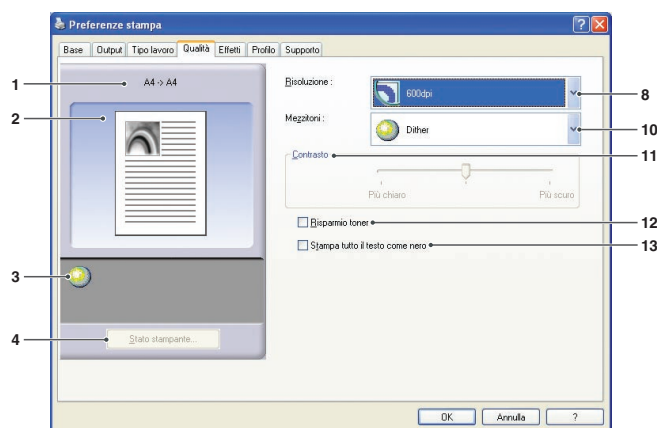 Preferenze stampa
Base Output Tipo lavoro Qualità Effetti Profilo Supporto
1
A4 -> A4
2
3
4
Stato stampante...
Risoluzione :
600dpi
8
Mezzitoni :
Dither
10
Contrasto
11
Più chiaro Più scuro
Risparmio toner
12
Stampa tutto il testo come nero
13
OK Annulla ?